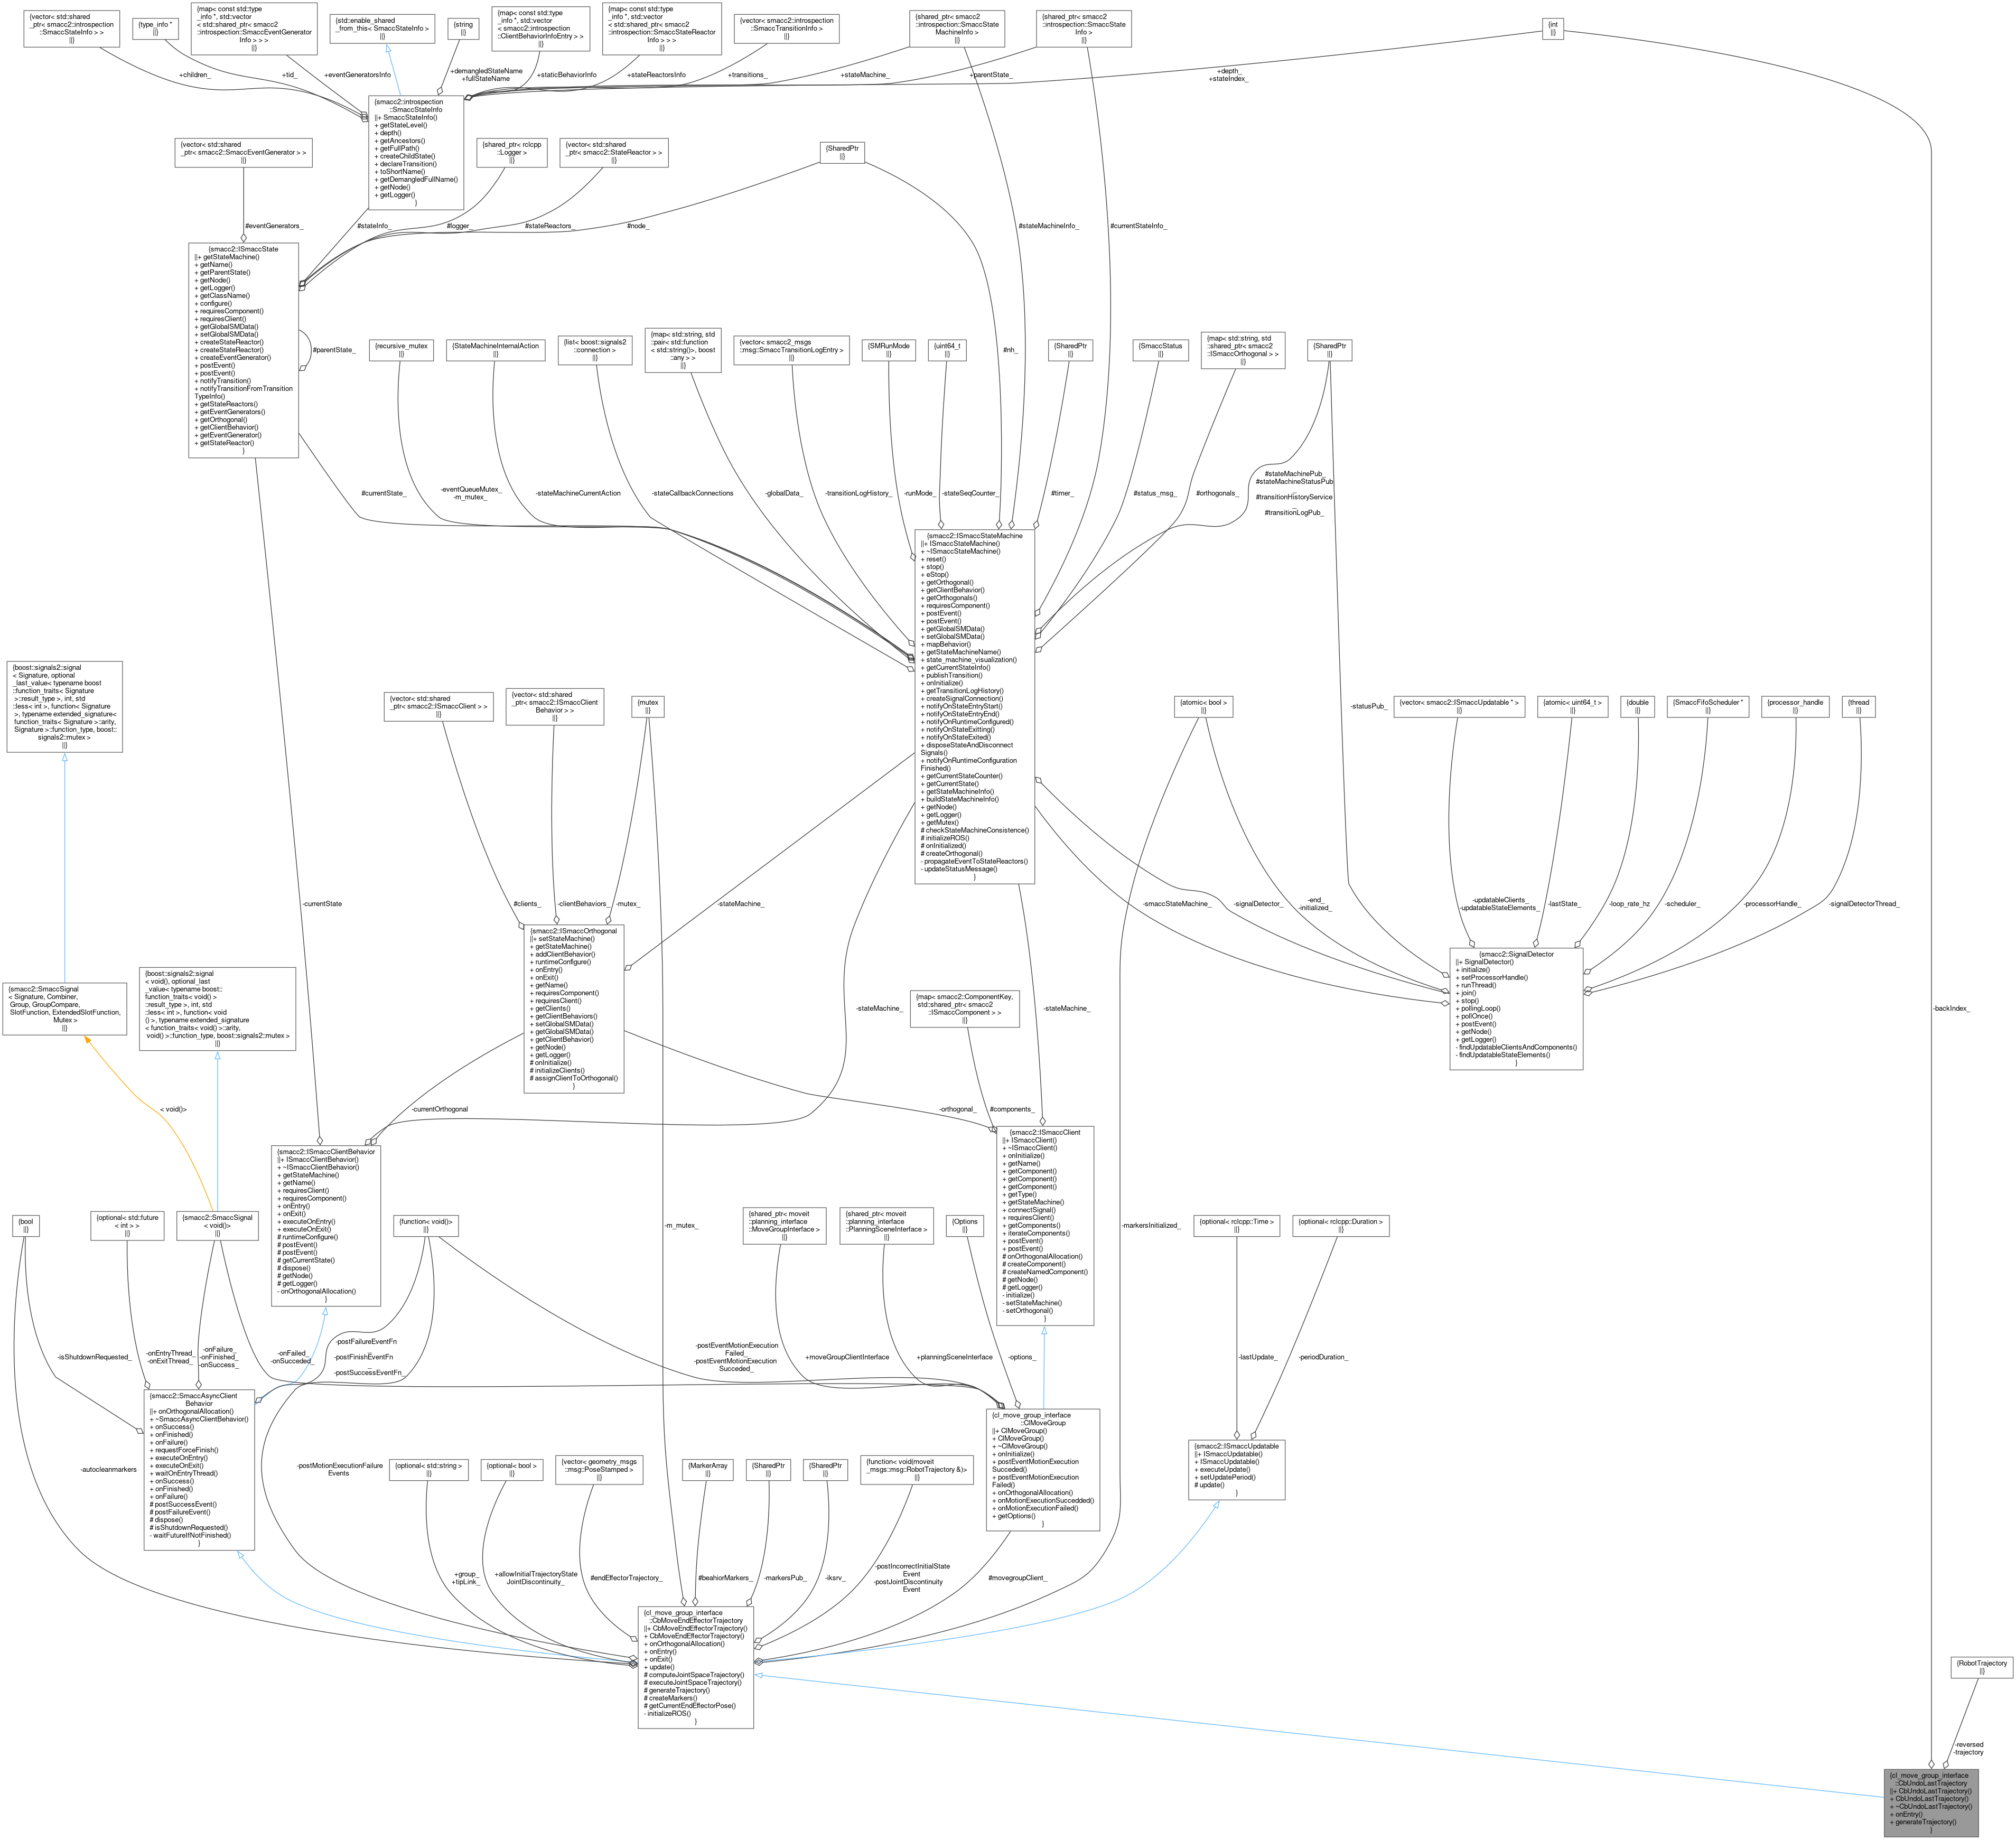 {vector< std::shared
_ptr< smacc2::introspection
::SmaccStateInfo > >
||}
{type_info *
||}
{map< const std::type
_info *, std::vector
< std::shared_ptr< smacc2
::introspection::SmaccEventGenerator
Info > > >
||}
{std::enable_shared
_from_this< SmaccStateInfo >
||}
{string
||}
{map< const std::type
_info *, std::vector
< smacc2::introspection
::ClientBehaviorInfoEntry > >
||}
{map< const std::type
_info *, std::vector
< std::shared_ptr< smacc2
::introspection::SmaccStateReactor
Info > > >
||}
{vector< smacc2::introspection
::SmaccTransitionInfo >
||}
{shared_ptr< smacc2
::introspection::SmaccState
MachineInfo >
||}
{shared_ptr< smacc2
::introspection::SmaccState
Info >
||}
{int
||}
+children_
+tid_
+eventGeneratorsInfo
+demangledStateName
+fullStateName
+staticBehaviorInfo
+stateReactorsInfo
+transitions_
+stateMachine_
+parentState_
+depth_
+stateIndex_
{smacc2::introspection
::SmaccStateInfo
||+ SmaccStateInfo()
+ getStateLevel()
+ depth()
+ getAncestors()
+ getFullPath()
+ createChildState()
+ declareTransition()
+ toShortName()
+ getDemangledFullName()
+ getNode()
+ getLogger()
}
{vector< std::shared
_ptr< smacc2::SmaccEventGenerator > >
||}
{shared_ptr< rclcpp
::Logger >
||}
{vector< std::shared
_ptr< smacc2::StateReactor > >
||}
{SharedPtr
||}
#eventGenerators_
#stateInfo_
#logger_
#stateReactors_
#node_
#stateMachineInfo_
#currentStateInfo_
{smacc2::ISmaccState
||+ getStateMachine()
+ getName()
+ getParentState()
+ getNode()
+ getLogger()
+ getClassName()
+ configure()
+ requiresComponent()
+ requiresClient()
+ getGlobalSMData()
+ setGlobalSMData()
+ createStateReactor()
+ createStateReactor()
+ createEventGenerator()
+ postEvent()
+ postEvent()
+ notifyTransition()
+ notifyTransitionFromTransition
TypeInfo()
+ getStateReactors()
+ getEventGenerators()
+ getOrthogonal()
+ getClientBehavior()
+ getEventGenerator()
+ getStateReactor()
}
#parentState_
{recursive_mutex
||}
{StateMachineInternalAction
||}
{list< boost::signals2
::connection >
||}
{map< std::string, std
::pair< std::function
< std::string()>, boost
::any > >
||}
{vector< smacc2_msgs
::msg::SmaccTransitionLogEntry >
||}
{SMRunMode
||}
{uint64_t
||}
#nh_
{SharedPtr
||}
{SmaccStatus
||}
{map< std::string, std
::shared_ptr< smacc2
::ISmaccOrthogonal > >
||}
{SharedPtr
||}
#currentState_
-eventQueueMutex_
-m_mutex_
-stateMachineCurrentAction
-stateCallbackConnections
-globalData_
-transitionLogHistory_
-runMode_
-stateSeqCounter_
#timer_
#status_msg_
#orthogonals_
#stateMachinePub_
#stateMachineStatusPub
_
#transitionHistoryService
_
#transitionLogPub_
{smacc2::ISmaccStateMachine
||+ ISmaccStateMachine()
+ ~ISmaccStateMachine()
+ reset()
+ stop()
+ eStop()
+ getOrthogonal()
+ getClientBehavior()
+ getOrthogonals()
+ requiresComponent()
+ postEvent()
+ postEvent()
+ getGlobalSMData()
+ setGlobalSMData()
+ mapBehavior()
+ getStateMachineName()
+ state_machine_visualization()
+ getCurrentStateInfo()
+ publishTransition()
+ onInitialize()
+ getTransitionLogHistory()
+ createSignalConnection()
+ notifyOnStateEntryStart()
+ notifyOnStateEntryEnd()
+ notifyOnRuntimeConfigured()
+ notifyOnStateExitting()
+ notifyOnStateExited()
+ disposeStateAndDisconnect
Signals()
+ notifyOnRuntimeConfiguration
Finished()
+ getCurrentStateCounter()
+ getCurrentState()
+ getStateMachineInfo()
+ buildStateMachineInfo()
+ getNode()
+ getLogger()
+ getMutex()
# checkStateMachineConsistence()
# initializeROS()
# onInitialized()
# createOrthogonal()
- propagateEventToStateReactors()
- updateStatusMessage()
}
{boost::signals2::signal
< Signature, optional
_last_value< typename boost
::function_traits< Signature
>::result_type >, int, std
::less< int >, function< Signature
>, typename extended_signature<
function_traits< Signature >::arity,
Signature >::function_type, boost::
signals2::mutex >
||}
{vector< std::shared
_ptr< smacc2::ISmaccClient > >
||}
{vector< std::shared
_ptr< smacc2::ISmaccClient
Behavior > >
||}
{mutex
||}
{atomic< bool >
||}
-statusPub_
{vector< smacc2::ISmaccUpdatable * >
||}
{atomic< uint64_t >
||}
{double
||}
{SmaccFifoScheduler *
||}
{processor_handle
||}
{thread
||}
-currentState
#clients_
-clientBehaviors_
-mutex_
-stateMachine_
-smaccStateMachine_
-signalDetector_
-end_
-initialized_
-updatableClients_
-updatableStateElements_
-lastState_
-loop_rate_hz
-scheduler_
-processorHandle_
-signalDetectorThread_
{smacc2::ISmaccOrthogonal
||+ setStateMachine()
+ getStateMachine()
+ addClientBehavior()
+ runtimeConfigure()
+ onEntry()
+ onExit()
+ getName()
+ requiresComponent()
+ requiresClient()
+ getClients()
+ getClientBehaviors()
+ setGlobalSMData()
+ getGlobalSMData()
+ getClientBehavior()
+ getNode()
+ getLogger()
# onInitialize()
# initializeClients()
# assignClientToOrthogonal()
}
{smacc2::SignalDetector
||+ SignalDetector()
+ initialize()
+ setProcessorHandle()
+ runThread()
+ join()
+ stop()
+ pollingLoop()
+ pollOnce()
+ postEvent()
+ getNode()
+ getLogger()
- findUpdatableClientsAndComponents()
- findUpdatableStateElements()
}
{smacc2::SmaccSignal
< Signature, Combiner,
Group, GroupCompare,
SlotFunction, ExtendedSlotFunction,
Mutex >
||}
{boost::signals2::signal
< void(), optional_last
_value< typename boost::
function_traits< void() >
::result_type >, int, std
::less< int >, function< void
() >, typename extended_signature
< function_traits< void() >::arity,
void() >::function_type, boost::signals2::mutex >
||}
{map< smacc2::ComponentKey,
std::shared_ptr< smacc2
::ISmaccComponent > >
||}
-stateMachine_
-stateMachine_
-backIndex_
< void()>
-currentOrthogonal
-orthogonal_
#components_
{smacc2::ISmaccClientBehavior
||+ ISmaccClientBehavior()
+ ~ISmaccClientBehavior()
+ getStateMachine()
+ getName()
+ requiresClient()
+ requiresComponent()
+ onEntry()
+ onExit()
+ executeOnEntry()
+ executeOnExit()
# runtimeConfigure()
# postEvent()
# postEvent()
# getCurrentState()
# dispose()
# getNode()
# getLogger()
- onOrthogonalAllocation()
}
{smacc2::ISmaccClient
||+ ISmaccClient()
+ ~ISmaccClient()
+ onInitialize()
+ getName()
+ getComponent()
+ getComponent()
+ getComponent()
+ getType()
+ getStateMachine()
+ connectSignal()
+ requiresClient()
+ getComponents()
+ iterateComponents()
+ postEvent()
+ postEvent()
# onOrthogonalAllocation()
# createComponent()
# createNamedComponent()
# getNode()
# getLogger()
- initialize()
- setStateMachine()
- setOrthogonal()
}
{bool
||}
{optional< std::future
< int > >
||}
{smacc2::SmaccSignal
< void()>
||}
{function< void()>
||}
-m_mutex_
{shared_ptr< moveit
::planning_interface
::MoveGroupInterface >
||}
{shared_ptr< moveit
::planning_interface
::PlanningSceneInterface >
||}
{Options
||}
-markersInitialized_
{optional< rclcpp::Time >
||}
{optional< rclcpp::Duration >
||}
-isShutdownRequested_
-onEntryThread_
-onExitThread_
-onFailure_
-onFinished_
-onSuccess_
-onFailed_
-onSucceded_
-postFailureEventFn
_
-postFinishEventFn
_
-postSuccessEventFn_
-postEventMotionExecution
Failed_
-postEventMotionExecution
Succeded_
+moveGroupClientInterface
+planningSceneInterface
-options_
-lastUpdate_
-periodDuration_
{smacc2::SmaccAsyncClient
Behavior
||+ onOrthogonalAllocation()
+ ~SmaccAsyncClientBehavior()
+ onSuccess()
+ onFinished()
+ onFailure()
+ requestForceFinish()
+ executeOnEntry()
+ executeOnExit()
+ waitOnEntryThread()
+ onSuccess()
+ onFinished()
+ onFailure()
# postSuccessEvent()
# postFailureEvent()
# dispose()
# isShutdownRequested()
- waitFutureIfNotFinished()
}
{cl_move_group_interface
::ClMoveGroup
||+ ClMoveGroup()
+ ClMoveGroup()
+ ~ClMoveGroup()
+ onInitialize()
+ postEventMotionExecution
Succeded()
+ postEventMotionExecution
Failed()
+ onOrthogonalAllocation()
+ onMotionExecutionSuccedded()
+ onMotionExecutionFailed()
+ getOptions()
}
{smacc2::ISmaccUpdatable
||+ ISmaccUpdatable()
+ ISmaccUpdatable()
+ executeUpdate()
+ setUpdatePeriod()
# update()
}
-autocleanmarkers
-postMotionExecutionFailure
Events
{optional< std::string >
||}
{optional< bool >
||}
{vector< geometry_msgs
::msg::PoseStamped >
||}
{MarkerArray
||}
{SharedPtr
||}
{SharedPtr
||}
{function< void(moveit
_msgs::msg::RobotTrajectory &)>
||}
+group_
+tipLink_
+allowInitialTrajectoryState
JointDiscontinuity_
#endEffectorTrajectory_
#beahiorMarkers_
-markersPub_
-iksrv_
-postIncorrectInitialState
Event
-postJointDiscontinuity
Event
#movegroupClient_
{cl_move_group_interface
::CbMoveEndEffectorTrajectory
||+ CbMoveEndEffectorTrajectory()
+ CbMoveEndEffectorTrajectory()
+ onOrthogonalAllocation()
+ onEntry()
+ onExit()
+ update()
# computeJointSpaceTrajectory()
# executeJointSpaceTrajectory()
# generateTrajectory()
# createMarkers()
# getCurrentEndEffectorPose()
- initializeROS()
}
{RobotTrajectory
||}
-reversed
-trajectory
{cl_move_group_interface
::CbUndoLastTrajectory
||+ CbUndoLastTrajectory()
+ CbUndoLastTrajectory()
+ ~CbUndoLastTrajectory()
+ onEntry()
+ generateTrajectory()
}